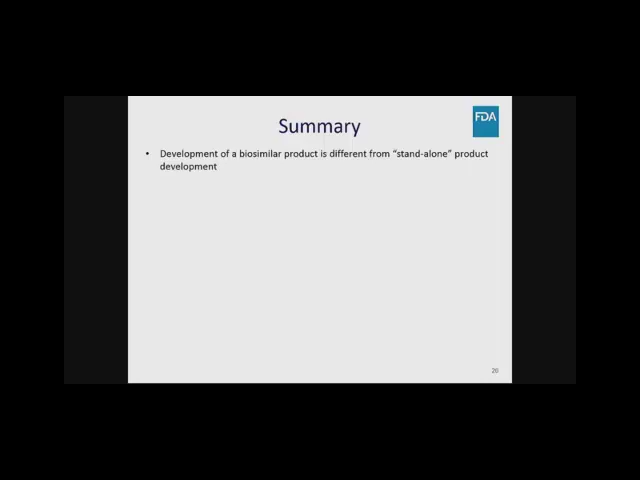 FDA
Summary
• Development of a biosimilar product is different from “stand-alone” product
development
20